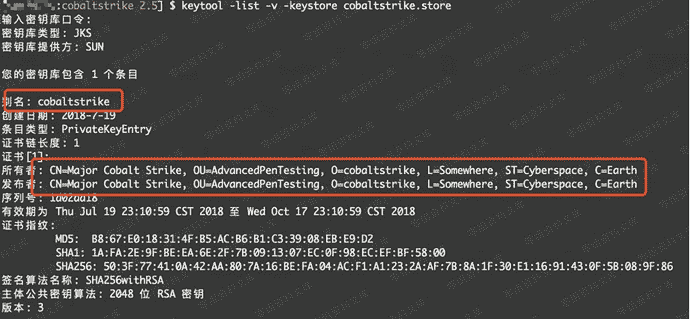 :cobaltstrike 2.5] $ keytool -list -v -keystore cobaltstrike.store
输入密钥库口令:
密钥库类型: JKS
密钥库提供方: SUN
您的密钥库包含 1 个条目
别名: cobaltstrike
创建日期: 2018-7-19
条目类型: PrivateKeyEntry
证书链长度: 1
证书[1]:
所有者: CN=Major Cobalt Strike, OU=AdvancedPenTesting, O=cobaltstrike, L=Somewhere, ST=Cyberspace, C=Earth
发布者: CN=Major Cobalt Strike, OU=AdvancedPenTesting, O=cobaltstrike, L=Somewhere, ST=Cyberspace, C=Earth
序列号:
有效期为 Thu Jul 19 23:10:59 CST 2018 至 Wed Oct 17 23:10:59 CST 2018
证书指纹:
MD5: B8:67:E0:18:31:4F:B5:AC:B6:B1:C3:39:08:EB:E9:D2
SHA1: 1A:FA:2E:9F:BE:EA:6E:2F:7B:09:13:07:EC:0F:98:EC:EF:BF:58:00
SHA256: 50:3F:77:41:0A:42:AA:80:7A:16:BE:FA:04:AC:F1:A1:23:2A:AF:7B:8A:1F:30:E1:16:91:43:0F:5B:08:9F:86
签名算法名称: SHA256withRSA
主体公共密钥算法: 2048 位 RSA 密钥
版本: 3